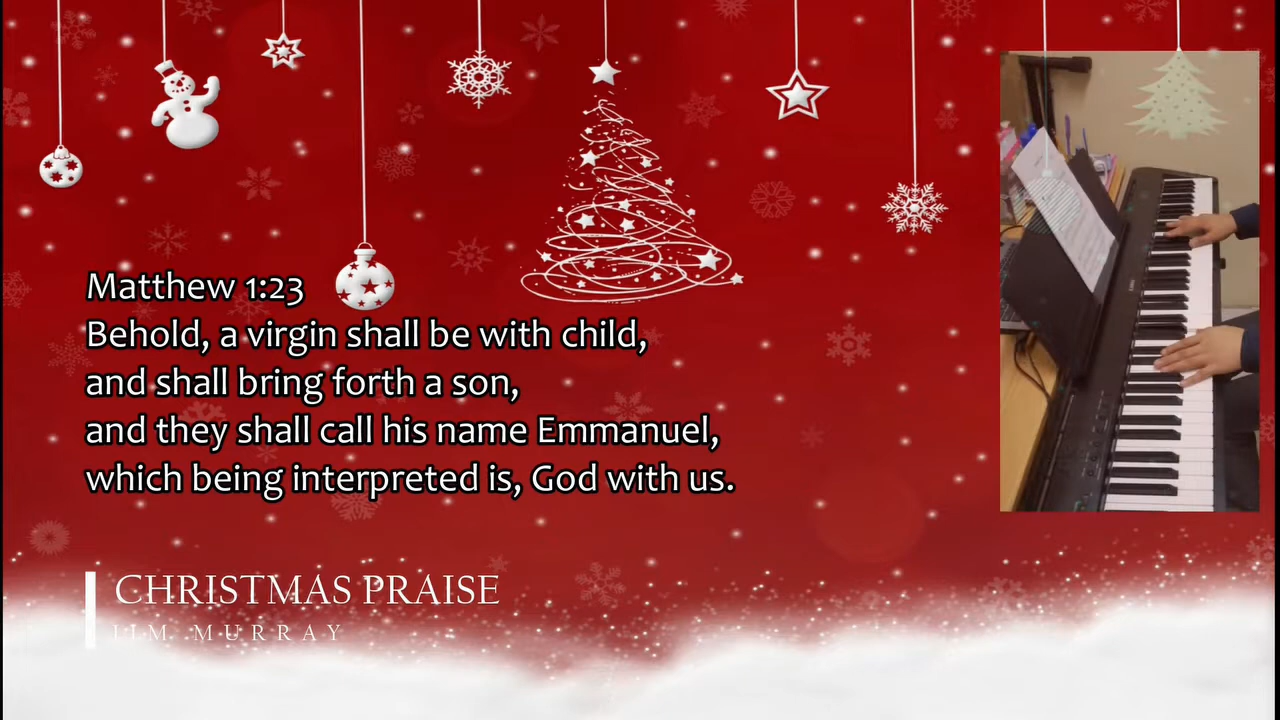 Matthew 1:23
Behold, a virgin shall be with child,
and shall bring forth a son,
and they shall call his name Emmanuel,
which being interpreted is, God with us.
CHRISTMAS PRAISE
MURRAY